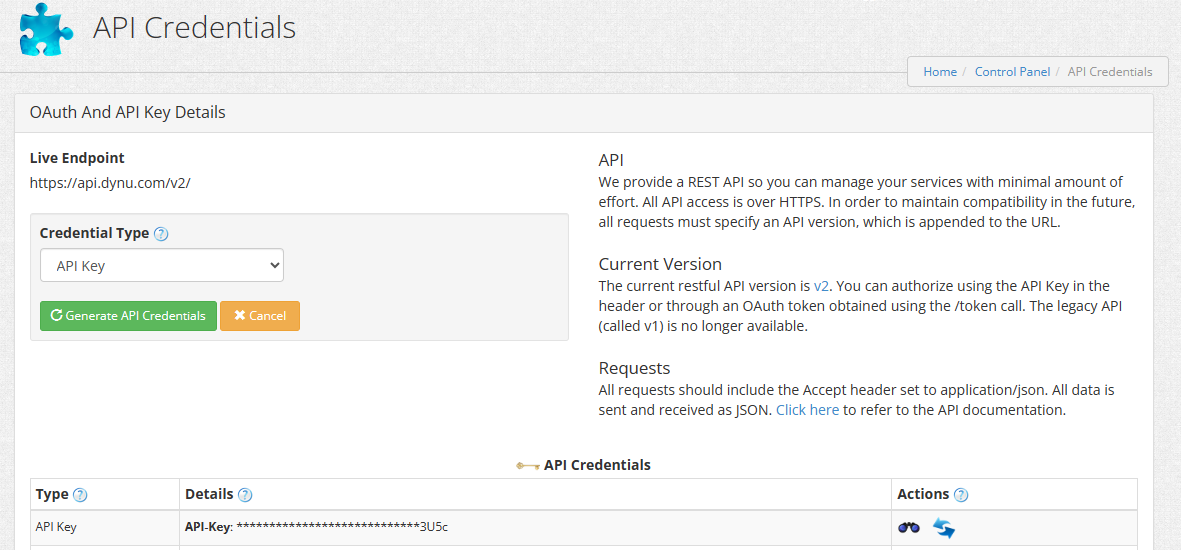 API Credentials
Home / Control Panel / API Credentials
OAuth And API Key Details
Live Endpoint
https://api.dynu.com/v2/
Credential Type ?
API Key
Generate API Credentials
Cancel
API
We provide a REST API so you can manage your services with minimal amount of
effort. All API access is over HTTPS. In order to maintain compatibility in the future,
all requests must specify an API version, which is appended to the URL.
Current Version
The current restful API version is v2. You can authorize using the API Key in the
header or through an OAuth token obtained using the /token call. The legacy API
(called v1) is no longer available.
Requests
All requests should include the Accept header set to application/json. All data is
sent and received as JSON. Click here to refer to the API documentation.
API Credentials
Type ? Details ? Actions ?
API Key API-Key: ****************************3U5c